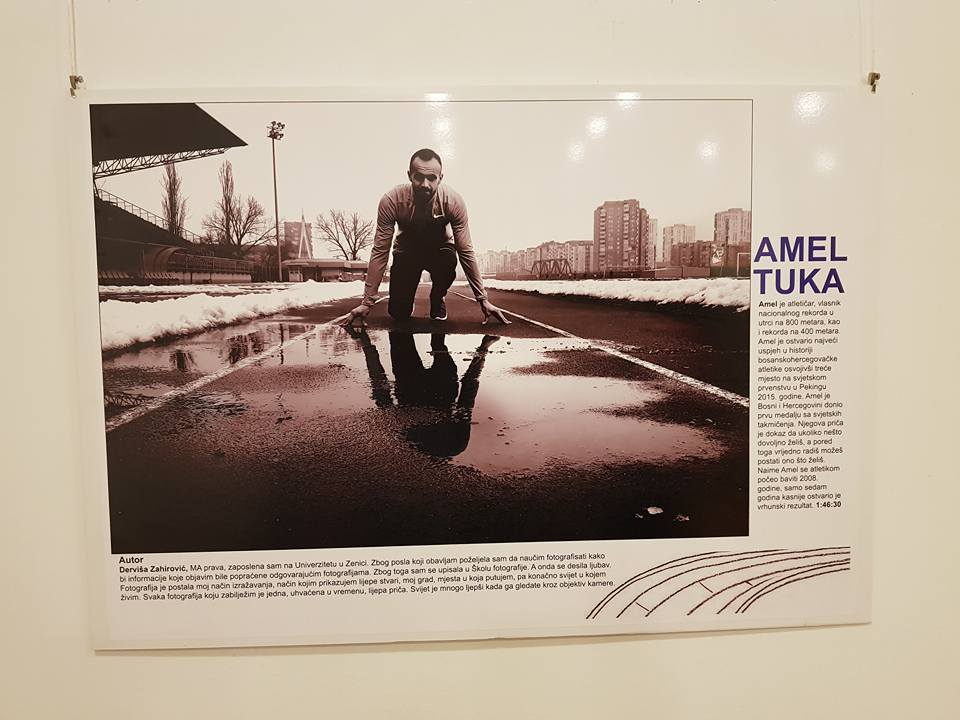 AMEL
TUKA
Amel je atletičar, vlasnik
nacionalnog rekorda u
utrci na 800 metara, kao
i rekorda na 400 metara.
Amel je ostvario najveći
uspjeh u historiji
bosanskohercegovačke
atletike osvojivši treće
mjesto na svjetskom
prvenstvu u Pekingu
2015. godine. Amel je
Bosni i Hercegovini donio
prvu medalju sa svjetskih
takmičenja. Njegova priča
je dokaz da ukoliko nešto
dovoljno želiš, a pored
toga vrijedno radiš možeš
postati ono što želiš.
Naime Amel se atletikom
počeo baviti 2008.
godine, samo sedam
godina kasnije ostvario je
vrhunski rezultat. 1:46:30
Autor
Derviša Zahirović, MA prava, zaposlena sam na Univerzitetu u Zenici. Zbog posla koji obavljam poželjela sam da naučim fotografisati kako
bi informacije koje objavim bile popraćene odgovarajućim fotografijama. Zbog toga sam se upisala u Školu fotografije. A onda se desila ljubav.
Fotografija je postala moj način izražavanja, način kojim prikazujem lijepe stvari, moj grad, mjesta u koja putujem, pa konačno svijet u kojem
živim. Svaka fotografija koju zabilježim je jedna, uhvaćena u vremenu, lijepa priča. Svijet je mnogo ljepši kada ga gledate kroz objektiv kamere.